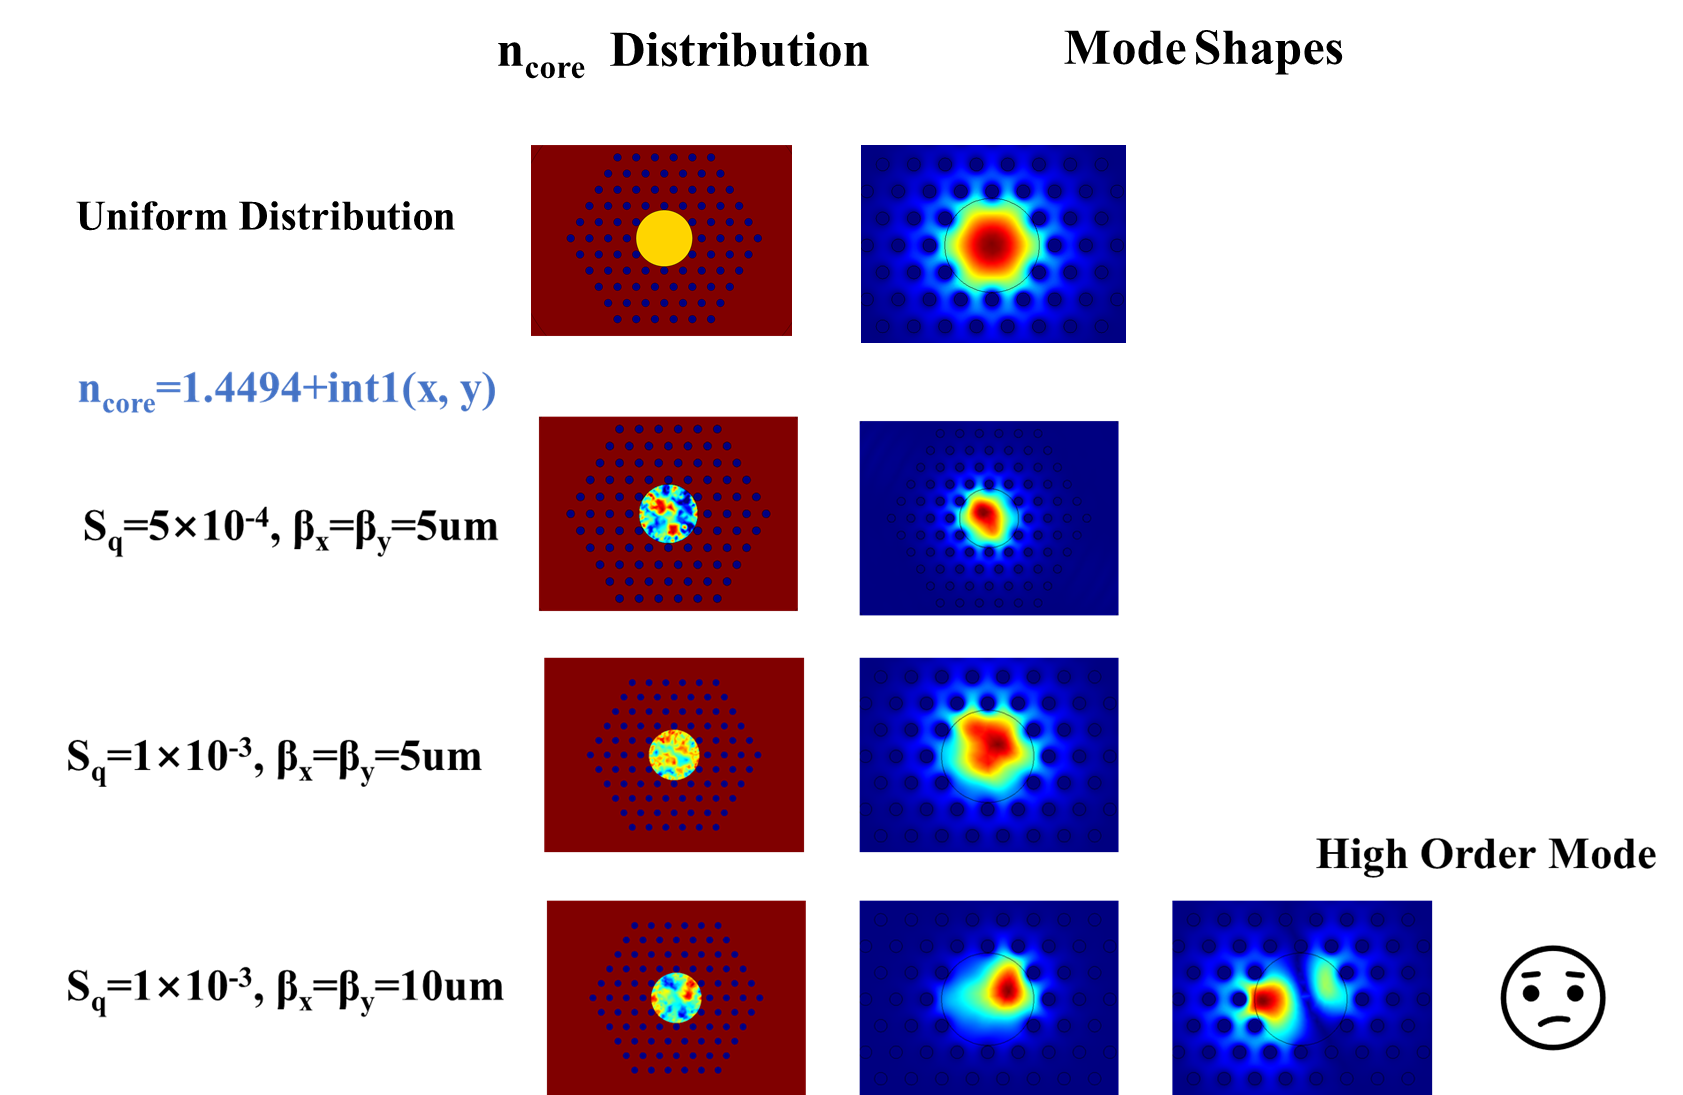 n_core Distribution
Mode Shapes
Uniform Distribution
n_core=1.4494+int1(x, y)
S_q=5×10^-4, β_x=β_y=5um
S_q=1×10^-3, β_x=β_y=5um
High Order Mode
S_q=1×10^-3, β_x=β_y=10um